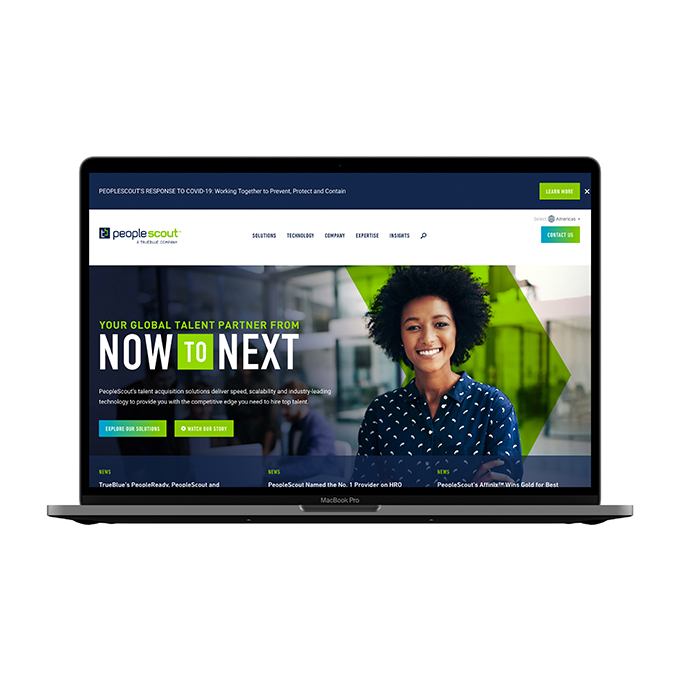 PEOPLESCOUT'S RESPONSE TO COVID-19: Working Together to Prevent, Protect and Contain
LEARN MORE
×
Select Americas
peoplescout
A TRUEBLUE COMPANY
SOLUTIONS TECHNOLOGY COMPANY EXPERTISE INSIGHTS
CONTACT US
YOUR GLOBAL TALENT PARTNER FROM
NOW TO NEXT
PeopleScout's talent acquisition solutions deliver speed, scalability and industry-leading
technology to provide you with the competitive edge you need to hire top talent.
EXPLORE OUR SOLUTIONS
WATCH OUR STORY
NEWS
TrueBlue's PeopleReady, PeopleScout and
NEWS
PeopleScout Named the No. 1 Provider on HRO
NEWS
PeopleScout's Affinix™ Wins Gold for Best
MacBook Pro